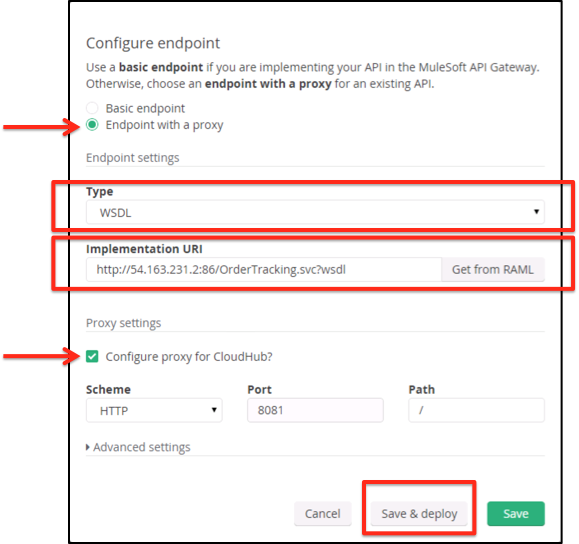 Configure endpoint
Use a basic endpoint if you are implementing your API in the MuleSoft API Gateway.
Otherwise, choose an endpoint with a proxy for an existing API.
Basic endpoint
Endpoint with a proxy
Endpoint settings
Type
WSDL
Implementation URI
http://54.163.231.2:86/OrderTracking.svc?wsdl Get from RAML
Proxy settings
Configure proxy for CloudHub?
Scheme Port Path
HTTP 8081 /
Advanced settings
Cancel Save & deploy Save